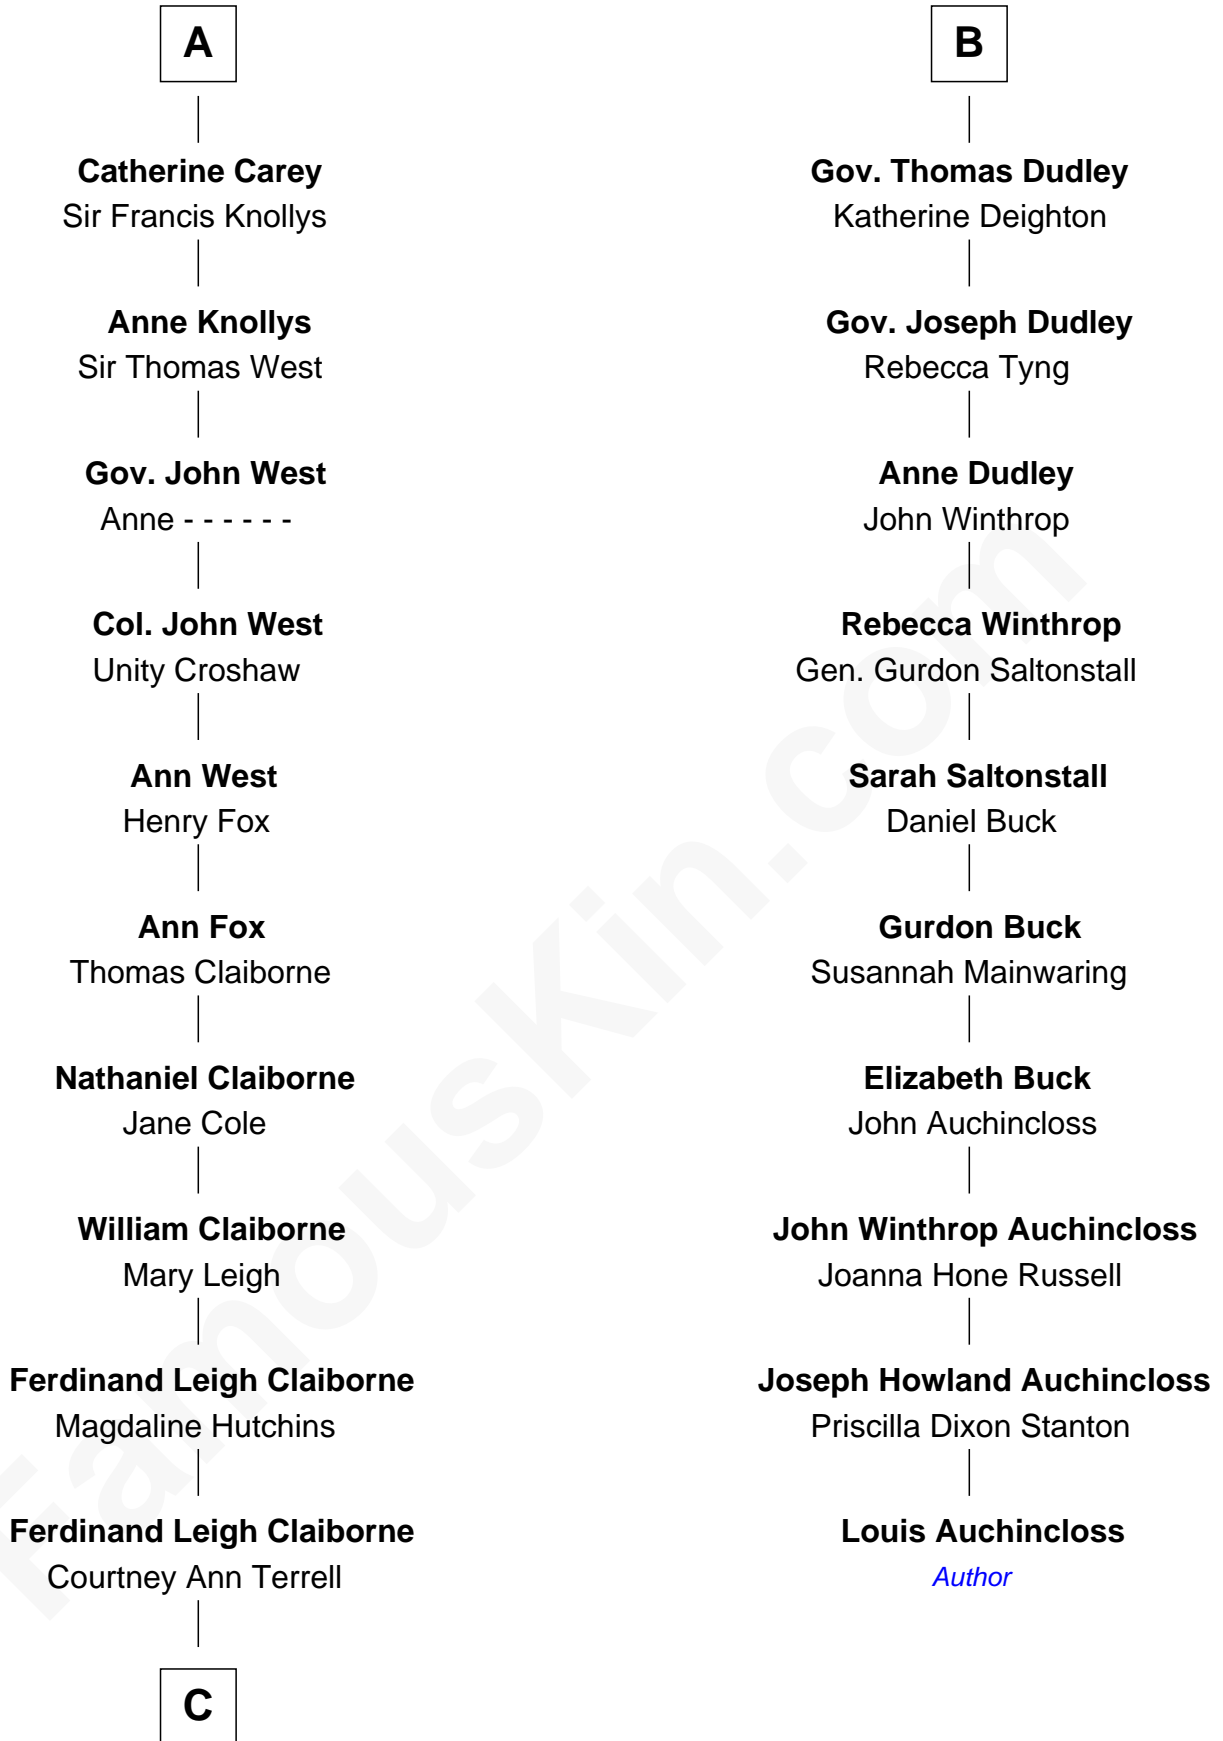 A
Catherine Carey
Sir Francis Knollys
Anne Knollys
Sir Thomas West
Gov. John West
Anne - - - - - -
Col. John West
Unity Croshaw
Ann West
Henry Fox
Ann Fox
Thomas Claiborne
Nathaniel Claiborne
Jane Cole
William Claiborne
Mary Leigh
Ferdinand Leigh Claiborne
Magdaline Hutchins
Ferdinand Leigh Claiborne
Courtney Ann Terrell
C
B
Gov. Thomas Dudley
Katherine Deighton
Gov. Joseph Dudley
Rebecca Tyng
Anne Dudley
John Winthrop
Rebecca Winthrop
Gen. Gurdon Saltonstall
Sarah Saltonstall
Daniel Buck
Gurdon Buck
Susannah Mainwaring
Elizabeth Buck
John Auchincloss
John Winthrop Auchincloss
Joanna Hone Russell
Joseph Howland Auchincloss
Priscilla Dixon Stanton
Louis Auchincloss
Author
FamousKin.com